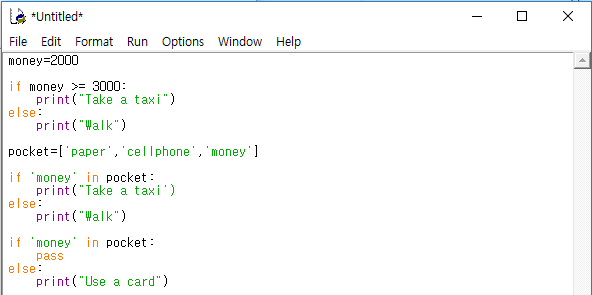 *Untitled*
File Edit Format Run Options Window Help
money=2000
if money >= 3000:
    print("Take a taxi")
else:
    print("Walk")
pocket=['paper','cellphone','money']
if 'money' in pocket:
    print("Take a taxi')
else:
    print("Walk")
if 'money' in pocket:
    pass
else:
    print("Use a card")